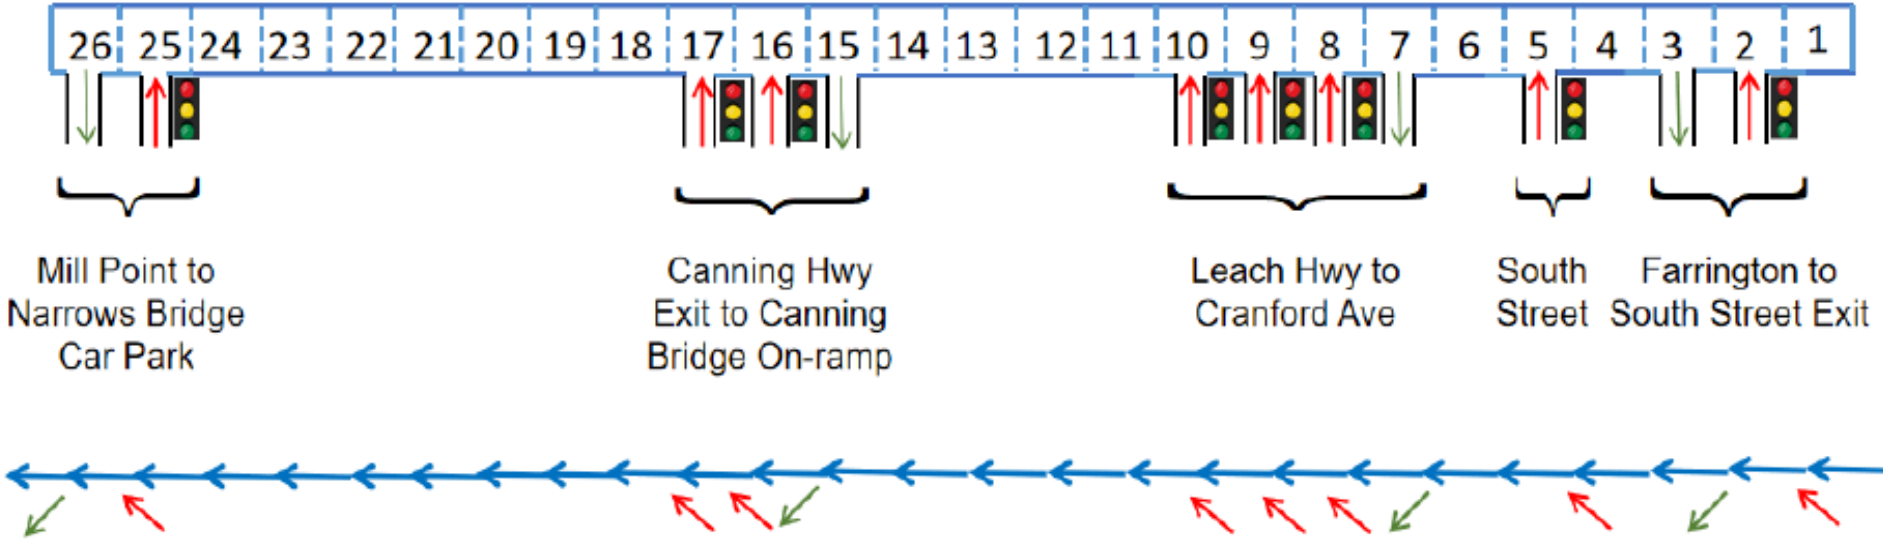 26 25 24 23 22 21 20 19 18 17 16 15 14 13 12 11 10 9 8 7 6 5 4 3 2 1
Mill Point to
Narrows Bridge
Car Park
Canning Hwy
Exit to Canning
Bridge On-ramp
Leach Hwy to
Cranford Ave
South
Street
Farrington to
South Street Exit